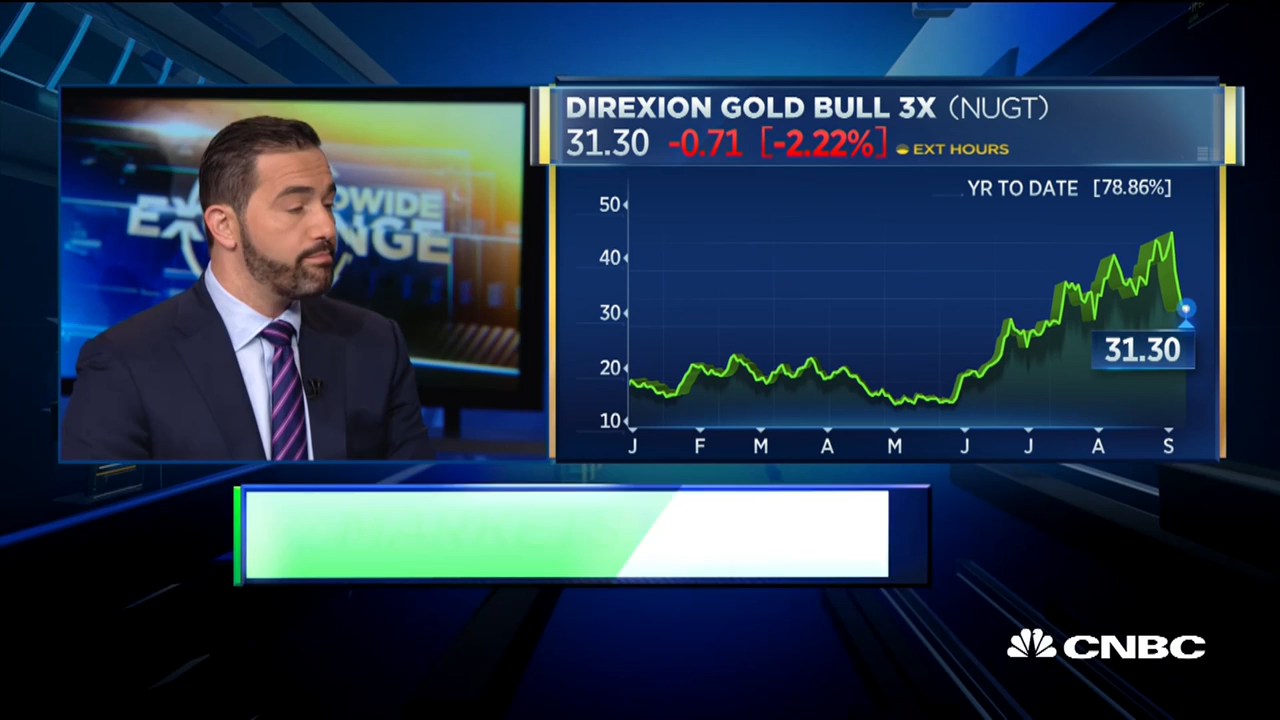 DIREXION GOLD BULL 3X (NUGT)
31.30 -0.71 [-2.22%] EXT HOURS
YR TO DATE [78.86%]
50
40
30
20
10
31.30
J F M A M J J A S
EXCHANGE
CNBC